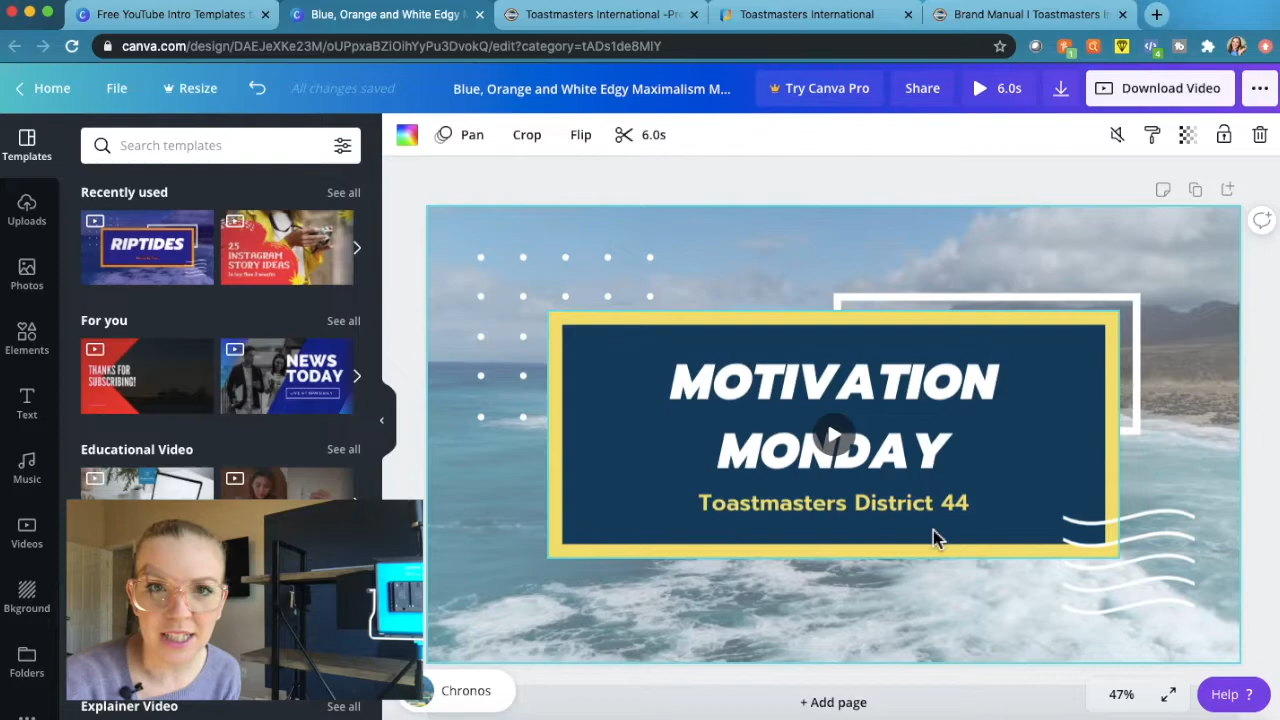 Free YouTube Intro Templates f
Blue, Orange and White Edgy
Toastmasters International -Pr
Toastmasters International
Brand Manual | Toastmasters In
canva.com/design/DAEJeXKe23M/oUPpxaBZiOihYyPu3DvokQ/edit?category=tADs1de8MlY
1
4
Home
File
Resize
All changes saved
Blue, Orange and White Edgy Maximalism M...
Try Canva Pro
Share
6.0s
Download Video
Templates
Uploads
Photos
Elements
Text
Music
Videos
Bkground
Folders
Search templates
Recently used
See all
RIPTIDES
25
INSTAGRAM
STORY IDEAS
For you
See all
THANKS FOR
SUBSCRIBING!
NEWS
TODAY
Educational Video
See all
Explainer Video
See all
Pan
Crop
Flip
6.0s
MOTIVATION
MONDAY
Toastmasters District 44
Chronos
+ Add page
47%
Help ?